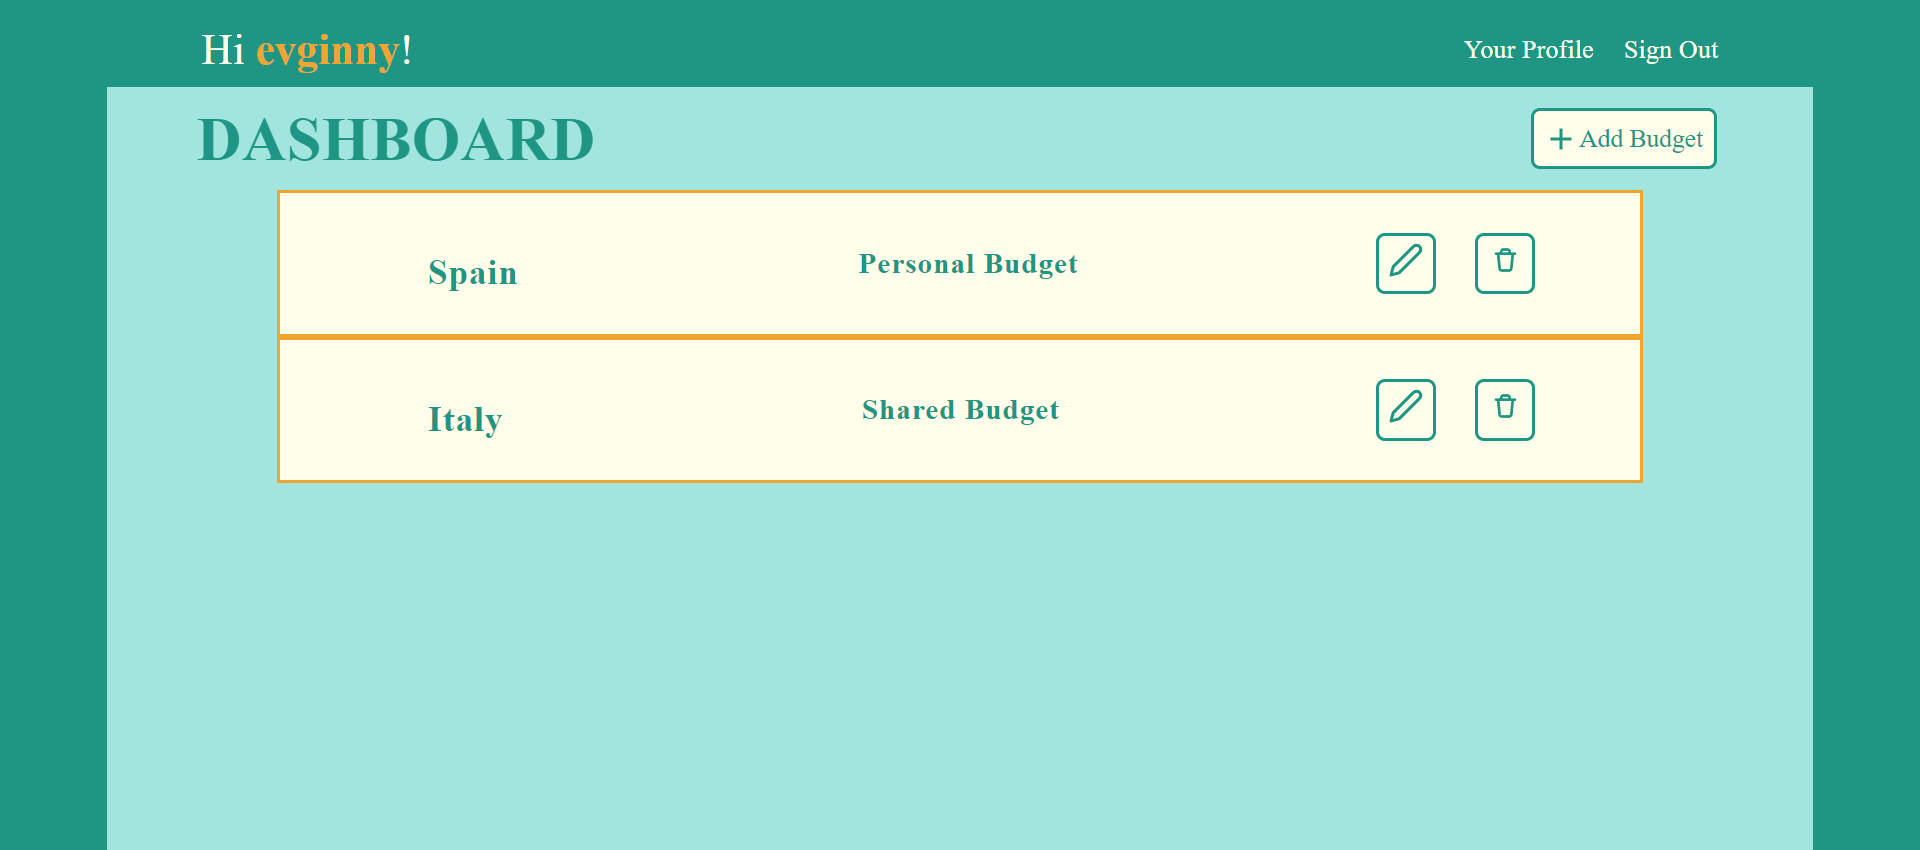 Hi evginny!
Your Profile
Sign Out
DASHBOARD
Add Budget
Spain
Personal Budget
Italy
Shared Budget